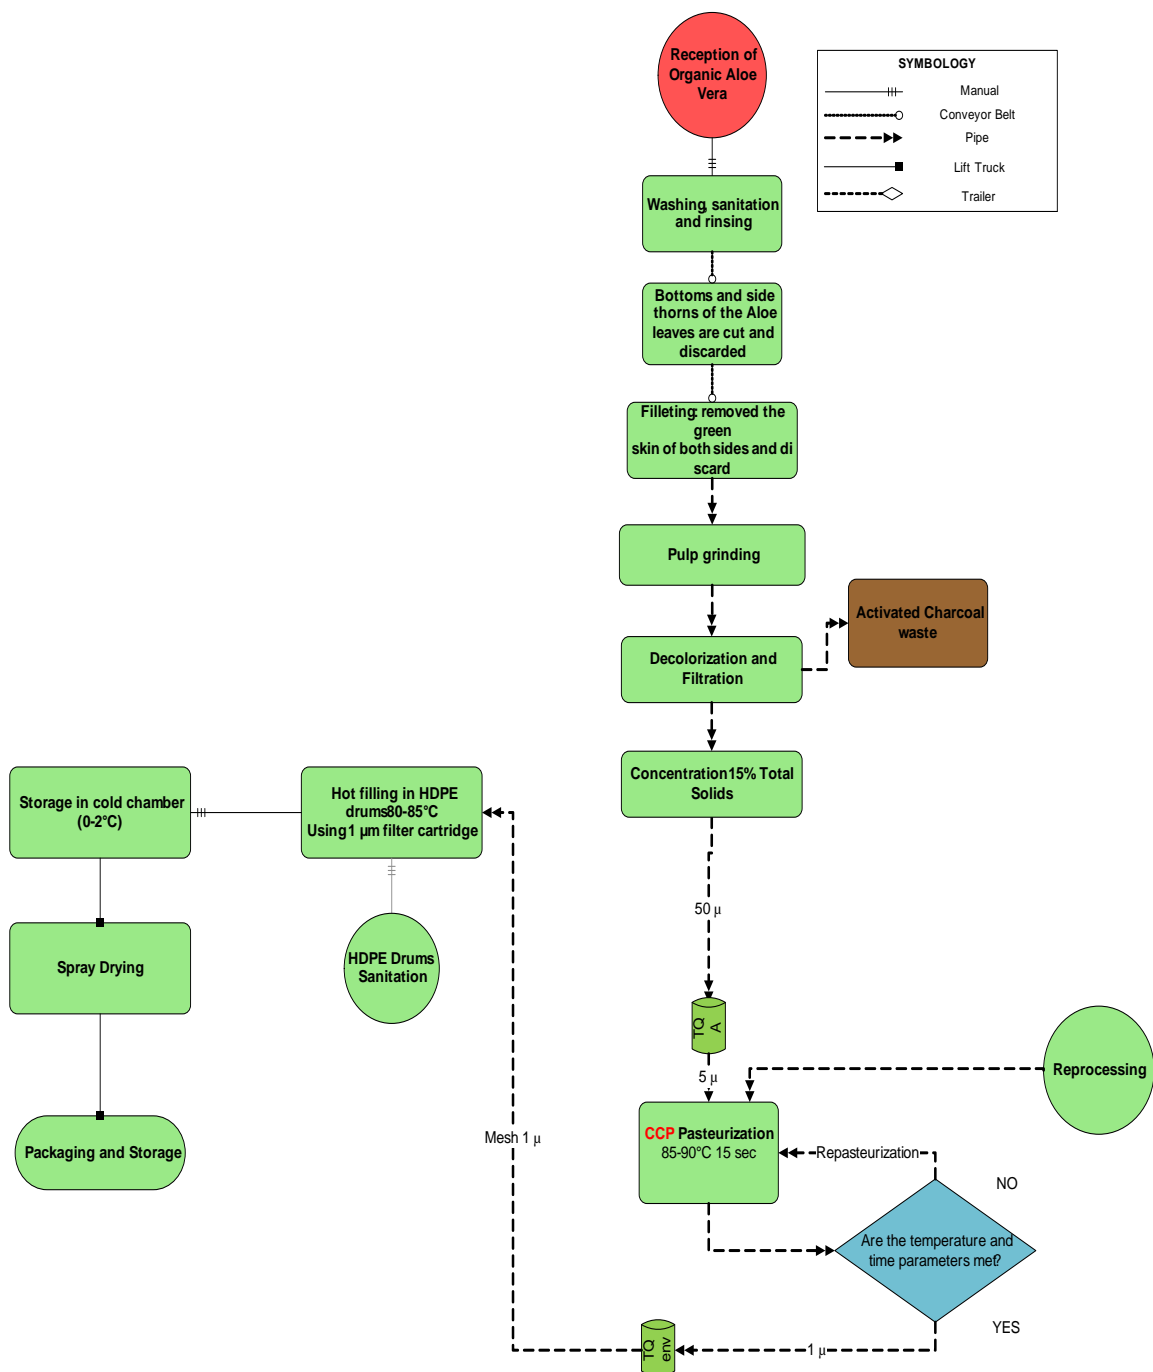 Reception of
Organic Aloe
Vera
SYMBOLOGY
Manual
Conveyor Belt
Pipe
Lift Truck
Trailer
Washing, sanitation
and rinsing
Bottoms and side
thorns of the Aloe
leaves are cut and
discarded
Filleting: removed the
green
skin of both sides and di
scard
Pulp grinding
Activated Charcoal
waste
Decolorization and
Filtration
Concentration15% Total
Solids
Storage in cold chamber
(0-2°C)
Hot filling in HDPE
drums80-85°C
Using 1 µm filter cartridge
50 µ
Spray Drying
HDPE Drums
Sanitation
TQ
A
5 µ
Reprocessing
Packaging and Storage
Mesh 1 µ
CCP Pasteurization
85-90°C 15 sec
Repasteurization
NO
Are the temperature and
time parameters met?
YES
TQ
env
1 µ